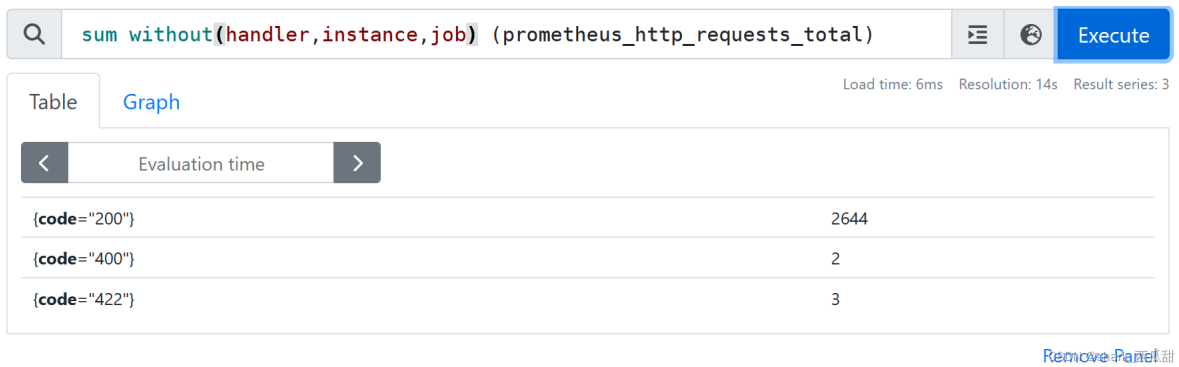 sum without(handler,instance,job) (prometheus_http_requests_total)
Execute
Load time: 6ms Resolution: 14s Result series: 3
Table Graph
Evaluation time
{code="200"} 2644
{code="400"} 2
{code="422"} 3
Remove Panel